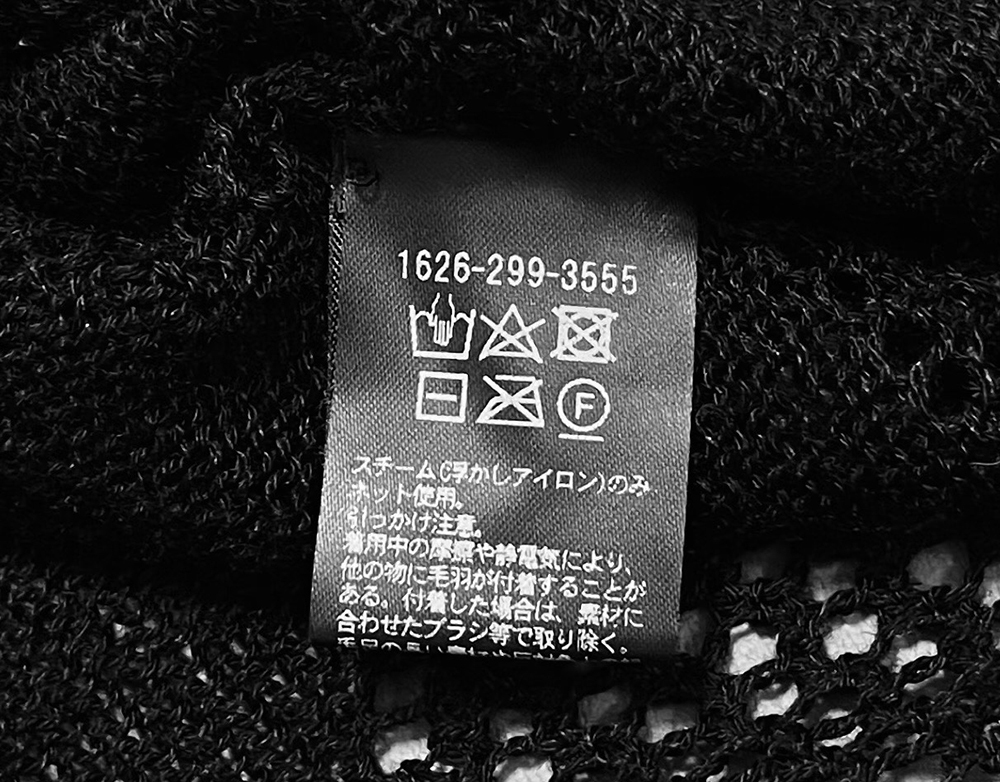 1626-299-3555
F
スチーム(浮かしアイロン)のみ
ネット使用。
引っかけ注意。
着用中の摩擦や静電気により、
他の物に毛羽が付着することが
ある。付着した場合は、素材に
合わせたブラシ等で取り除く。